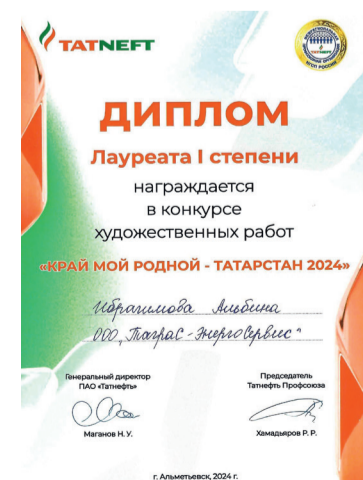 TATNEFT
ДИПЛОМ
Лауреата I степени
награждается
в конкурсе
художественных работ
«КРАЙ МОЙ РОДНОЙ - ТАТАРСТАН 2024»
Ибрагимова Альбина
ООО „ТаграС-ЭнергоСервис"
Генеральный директор
ПАО «Татнефть»
Маганов Н. У.
Председатель
Татнефть Профсоюза
Хамадьяров Р. Р.
г. Альметьевск, 2024 г.